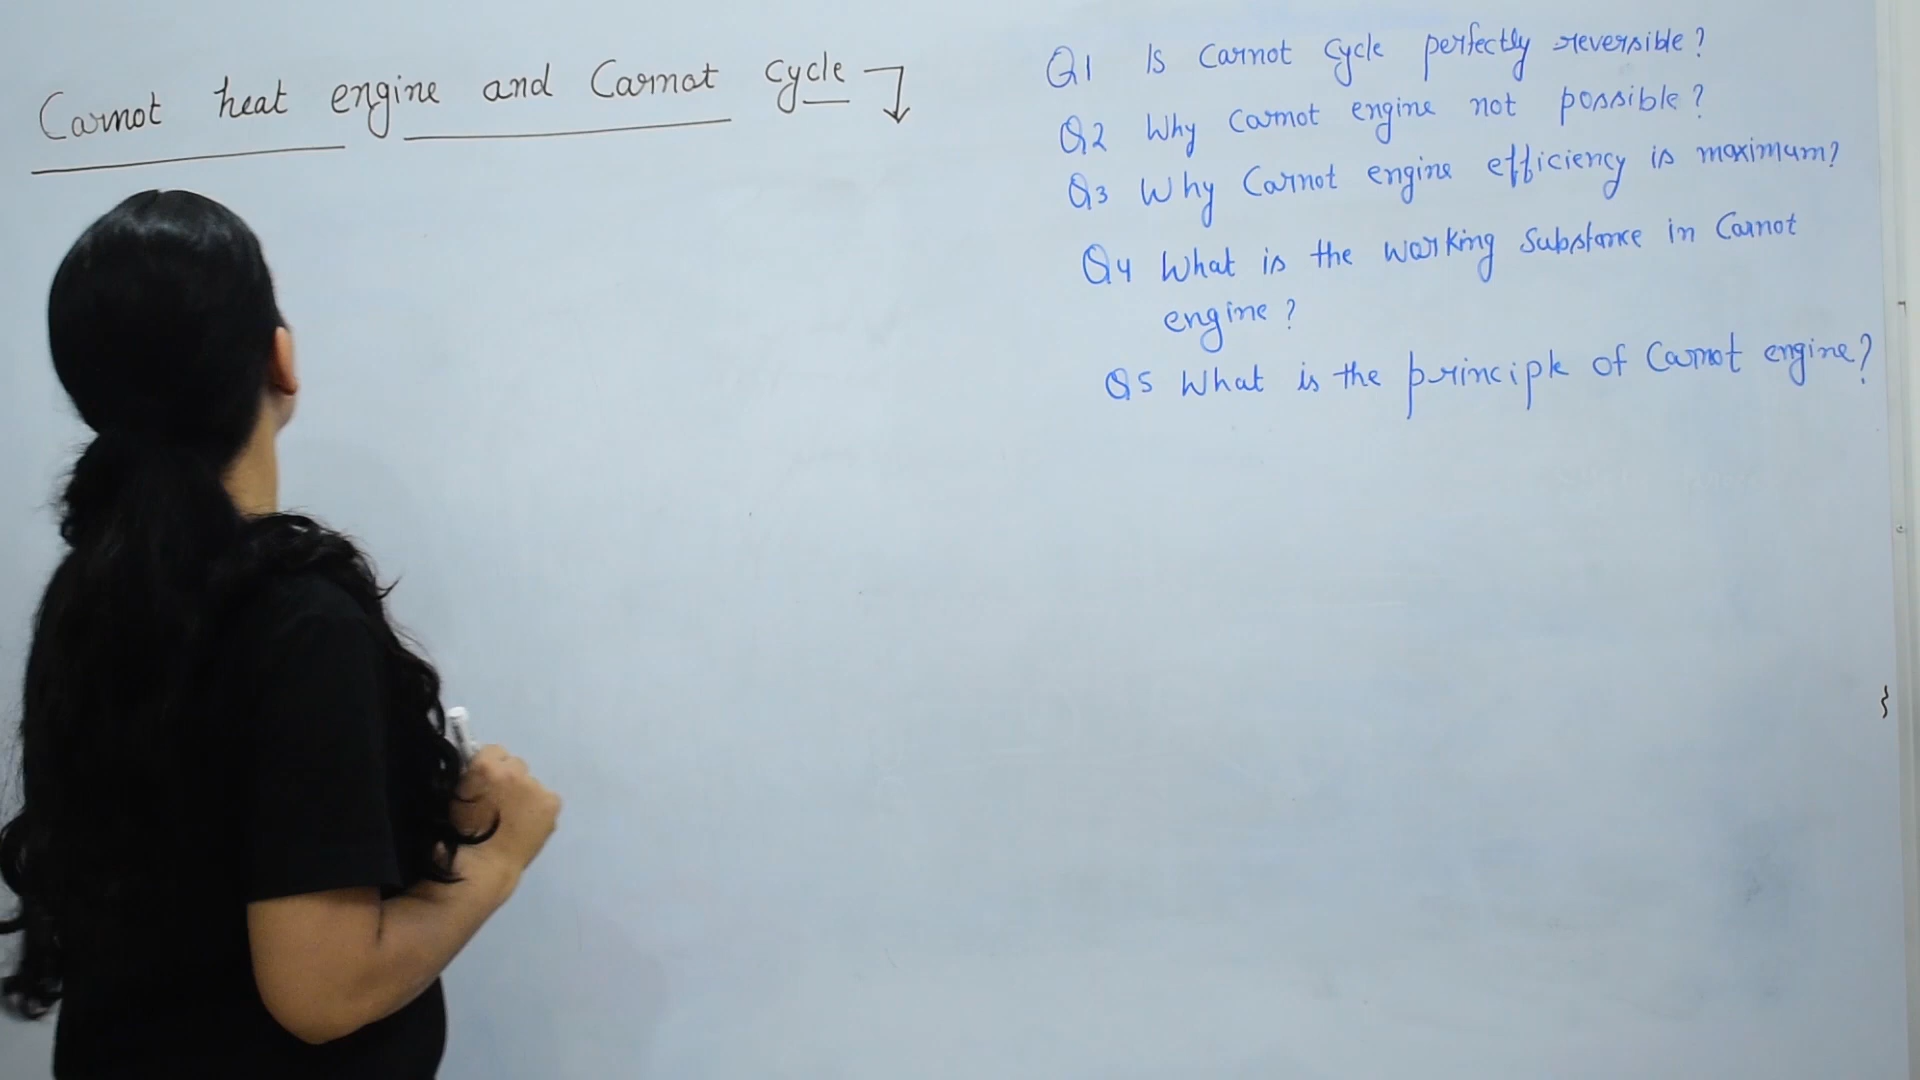 Carnot heat engine and Carnot cycle
Q1 Is Carnot cycle perfectly reversible?
Q2 Why Carnot engine not possible?
Q3 Why Carnot engine efficiency is maximum?
Q4 What is the working substance in Carnot
engine?
Q5 What is the principle of Carnot engine?